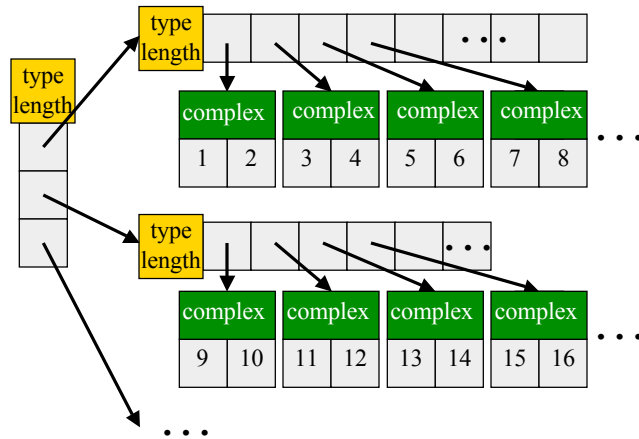 type
length
. . .
type
length
complex complex complex complex
1 2 3 4 5 6 7 8
. . .
type
length
. . .
complex complex complex complex
9 10 11 12 13 14 15 16
. . .
. . .